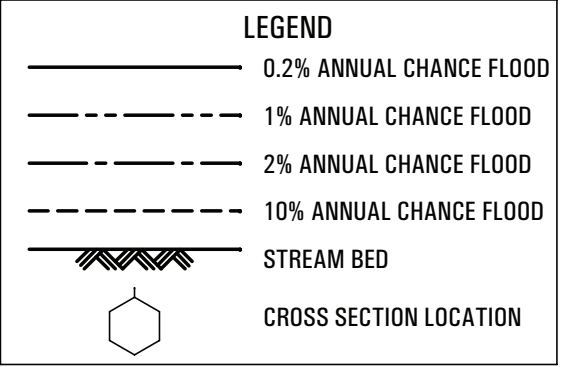 LEGEND
0.2% ANNUAL CHANCE FLOOD
1% ANNUAL CHANCE FLOOD
2% ANNUAL CHANCE FLOOD
10% ANNUAL CHANCE FLOOD
STREAM BED
CROSS SECTION LOCATION